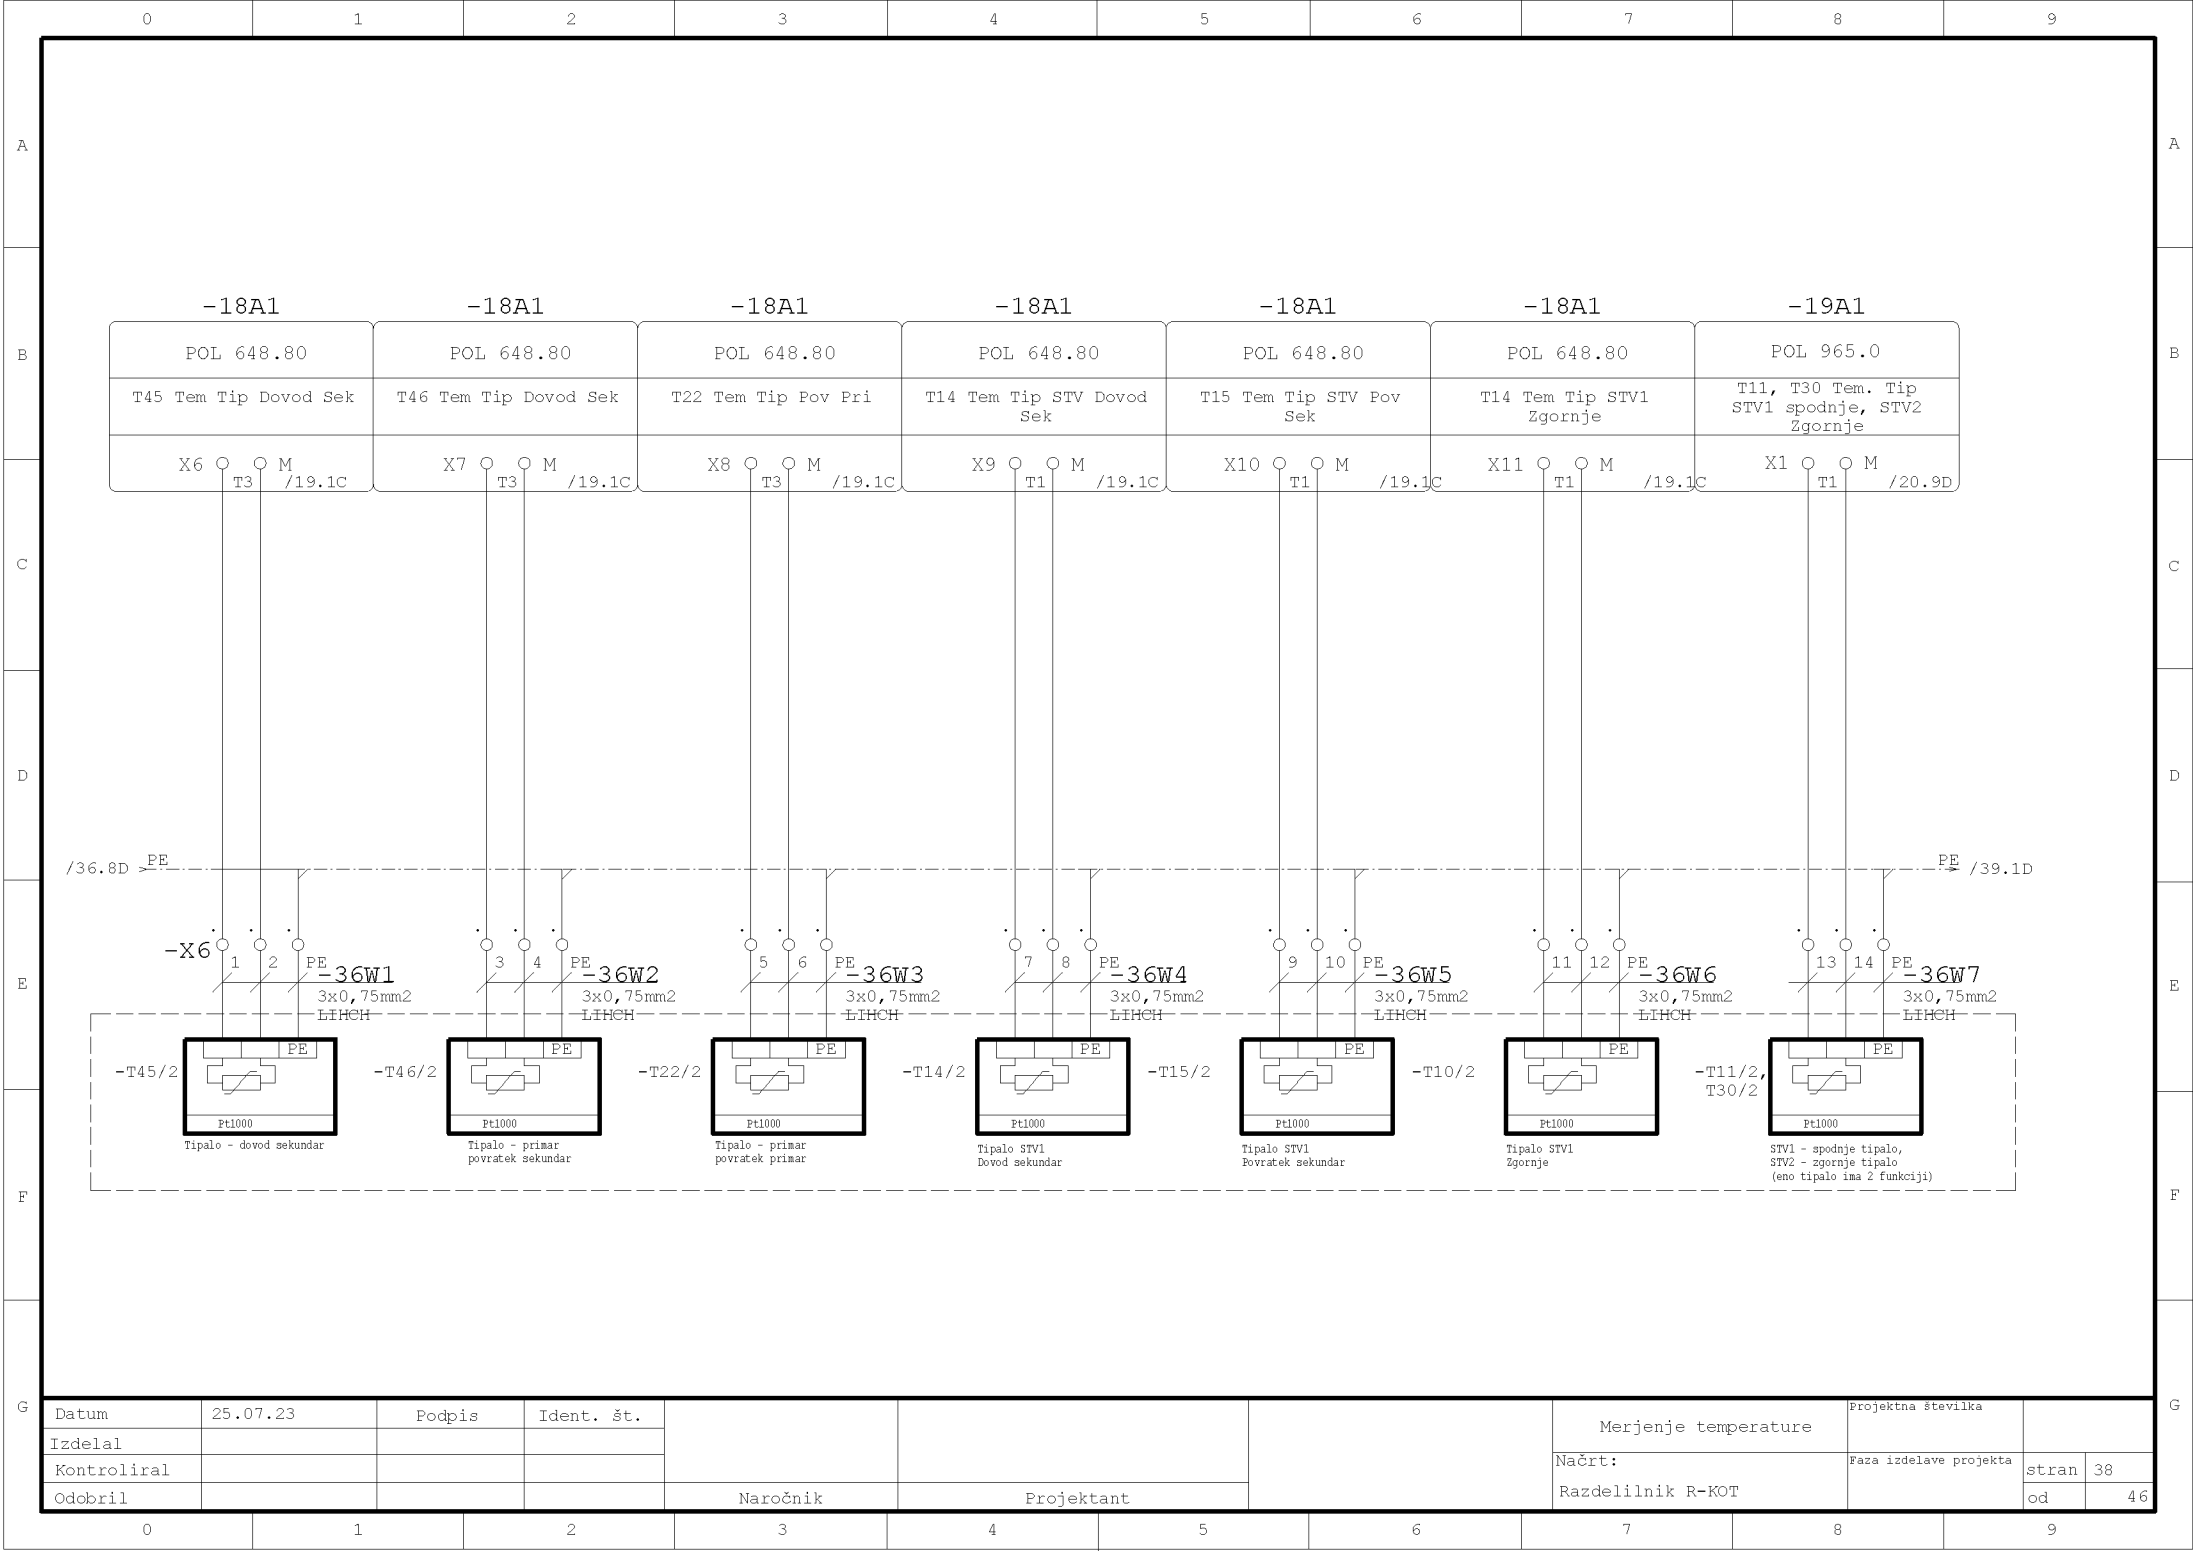 0 1 2 3 4 5 6 7 8 9
A A
-18A1 -18A1 -18A1 -18A1 -18A1 -18A1 -19A1
B POL 648.80 POL 648.80 POL 648.80 POL 648.80 POL 648.80 POL 648.80 POL 965.0 B
T45 Tem Tip Dovod Sek
T46 Tem Tip Dovod Sek
T22 Tem Tip Pov Pri
T14 Tem Tip STV Dovod
Sek
T15 Tem Tip STV Pov
Sek
T14 Tem Tip STV1
Zgornje
T11, T30 Tem. Tip
STV1 spodnje, STV2
Zgornje
X6 M X7 M X8 M X9 M X10 M X11 M X1 M
T3 /19.1C T3 /19.1C T3 /19.1C T1 /19.1C T1 /19.1C T1 /19.1C T1 /20.9D
C C
D D
/36.8D PE PE /39.1D
-X6
1 2 PE 3 4 PE 5 6 PE 7 8 PE 9 10 PE 11 12 PE 13 14 PE
E -36W1 -36W2 -36W3 -36W4 -36W5 -36W6 -36W7 E
3x0,75mm2 3x0,75mm2 3x0,75mm2 3x0,75mm2 3x0,75mm2 3x0,75mm2 3x0,75mm2
LIHCH LIHCH LIHCH LIHCH LIHCH LIHCH LIHCH
PE PE PE PE PE PE PE
-T45/2 -T46/2 -T22/2 -T14/2 -T15/2 -T10/2 -T11/2,
T30/2
Pt1000 Pt1000 Pt1000 Pt1000 Pt1000 Pt1000 Pt1000
Tipalo - dovod sekundar
Tipalo - primar
povratek sekundar
Tipalo - primar
povratek primar
Tipalo STV1
Dovod sekundar
Tipalo STV1
Povratek sekundar
Tipalo STV1
Zgornje
STV1 - spodnje tipalo,
STV2 - zgornje tipalo
(eno tipalo ima 2 funkciji)
F F
G G
Datum 25.07.23 Podpis Ident. št.
Izdelal
Kontroliral
Odobril
Naročnik
Projektant
Merjenje temperature
Načrt:
Razdelilnik R-KOT
Projektna številka
Faza izdelave projekta
stran 38
od 46
0 1 2 3 4 5 6 7 8 9